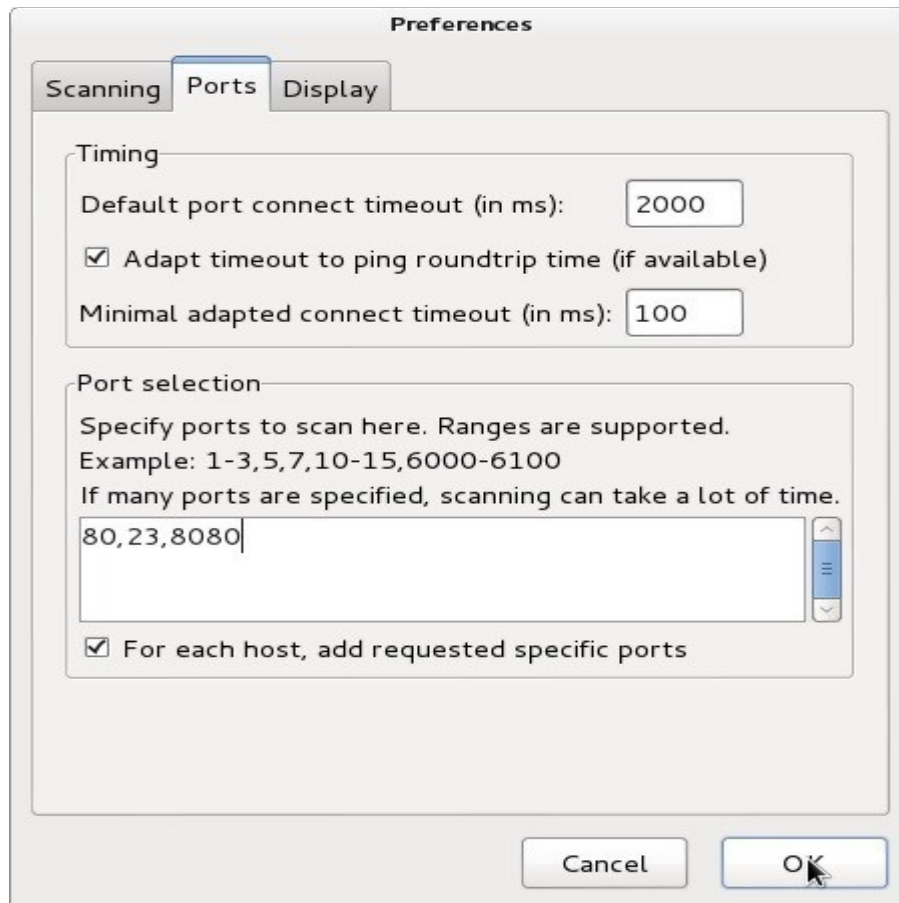 Preferences
Scanning
Ports
Display
Timing
Default port connect timeout (in ms): 2000
Adapt timeout to ping roundtrip time (if available)
Minimal adapted connect timeout (in ms): 100
Port selection
Specify ports to scan here. Ranges are supported.
Example: 1-3,5,7,10-15,6000-6100
If many ports are specified, scanning can take a lot of time.
80,23,8080
For each host, add requested specific ports
Cancel
OK